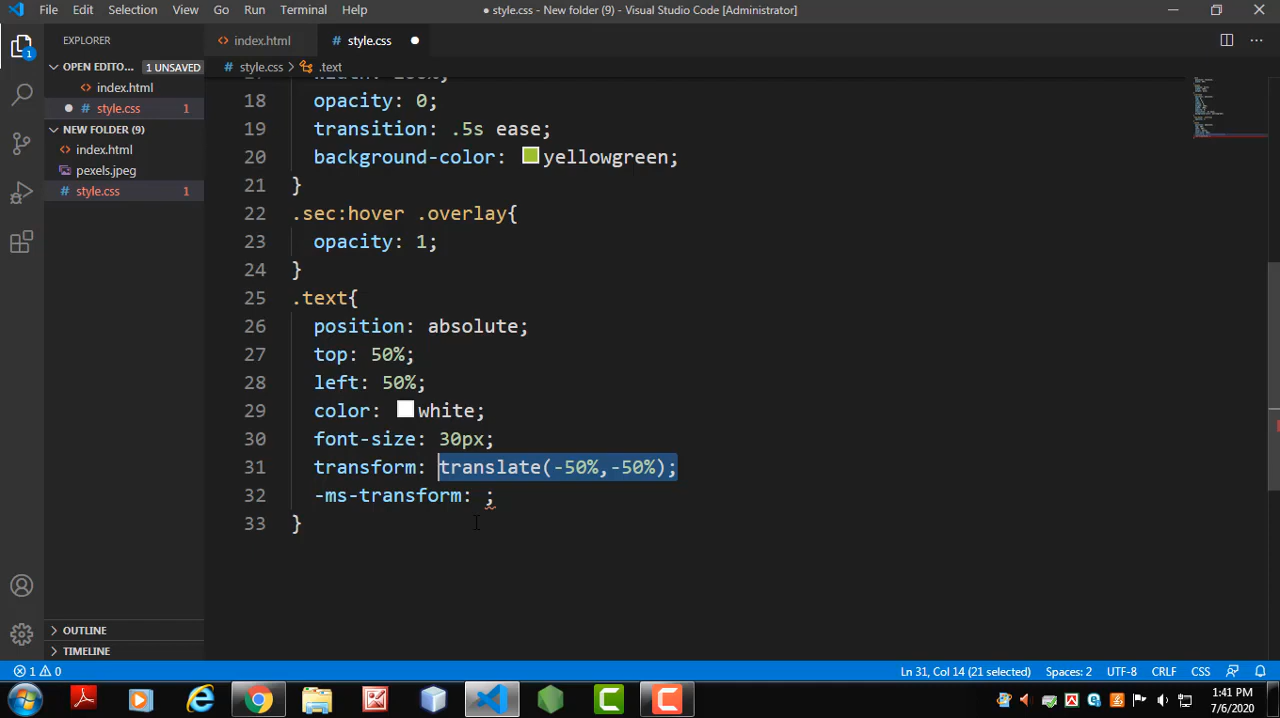 File Edit Selection View Go Run Terminal Help
● style.css - New folder (9) - Visual Studio Code [Administrator]
EXPLORER
index.html
style.css
OPEN EDITO... 1 UNSAVED
style.css > .text
index.html
style.css 1
NEW FOLDER (9)
index.html
pexels.jpeg
style.css 1
18 opacity: 0;
19 transition: .5s ease;
20 background-color: yellowgreen;
21 }
22 .sec:hover .overlay{
23 opacity: 1;
24 }
25 .text{
26 position: absolute;
27 top: 50%;
28 left: 50%;
29 color: white;
30 font-size: 30px;
31 transform: translate(-50%,-50%);
32 -ms-transform: ;
33 }
OUTLINE
TIMELINE
1 0
Ln 31, Col 14 (21 selected) Spaces: 2 UTF-8 CRLF CSS
1:41 PM
7/6/2020